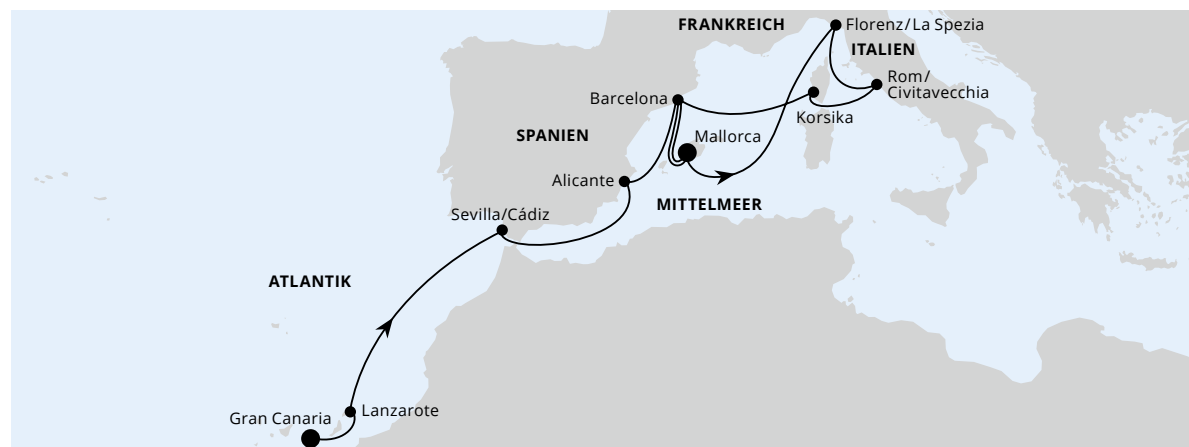 FRANKREICH
Florenz/La Spezia
ITALIEN
Rom/
Civitavecchia
Barcelona
Korsika
SPANIEN
Mallorca
Alicante
MITTELMEER
Sevilla/Cádiz
ATLANTIK
Lanzarote
Gran Canaria